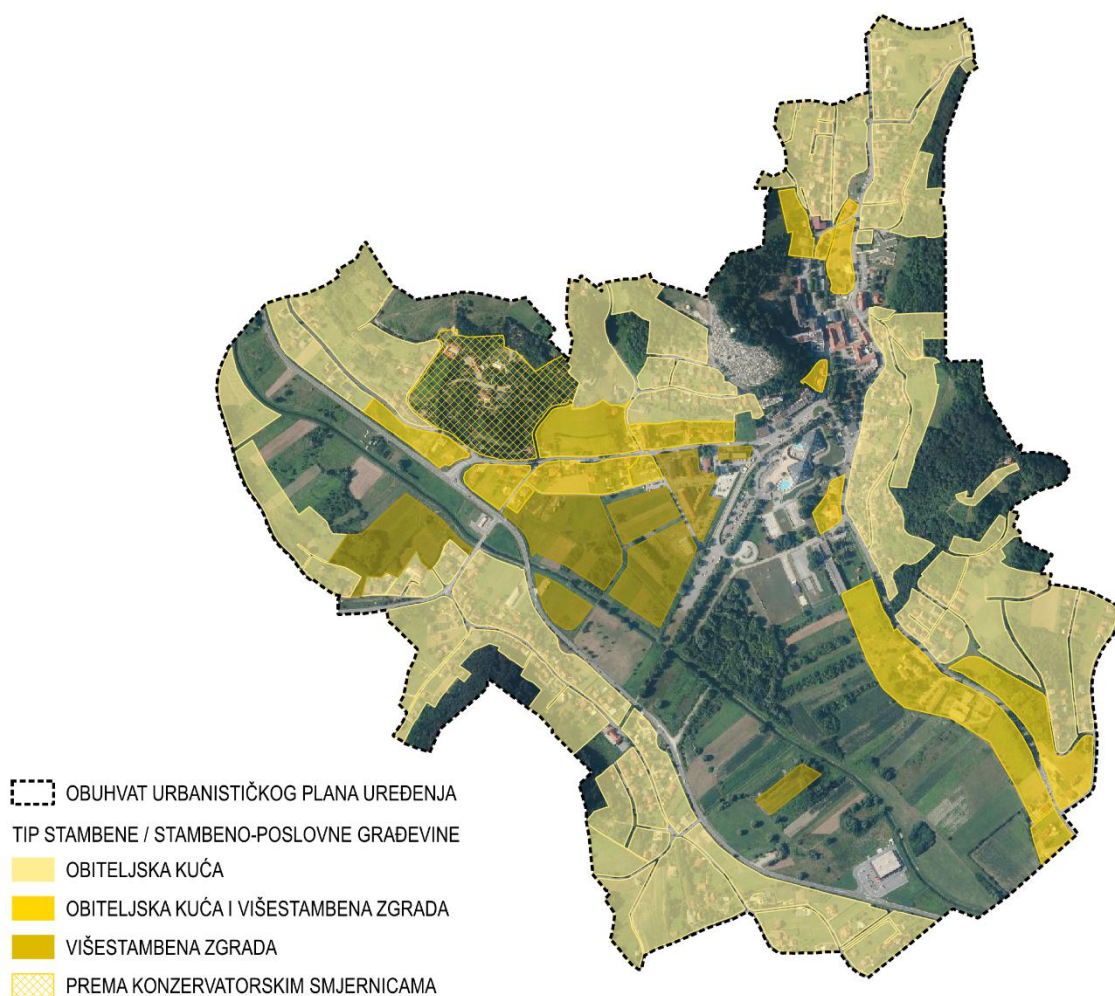 OBUHVAT URBANISTIČKOG PLANA UREĐENJA
TIP STAMBENE / STAMBENO-POSLOVNE GRAĐEVINE
OBITELJSKA KUĆA
OBITELJSKA KUĆA I VIŠESTAMBENA ZGRADA
VIŠESTAMBENA ZGRADA
PREMA KONZERVATORSKIM SMJERNICAMA